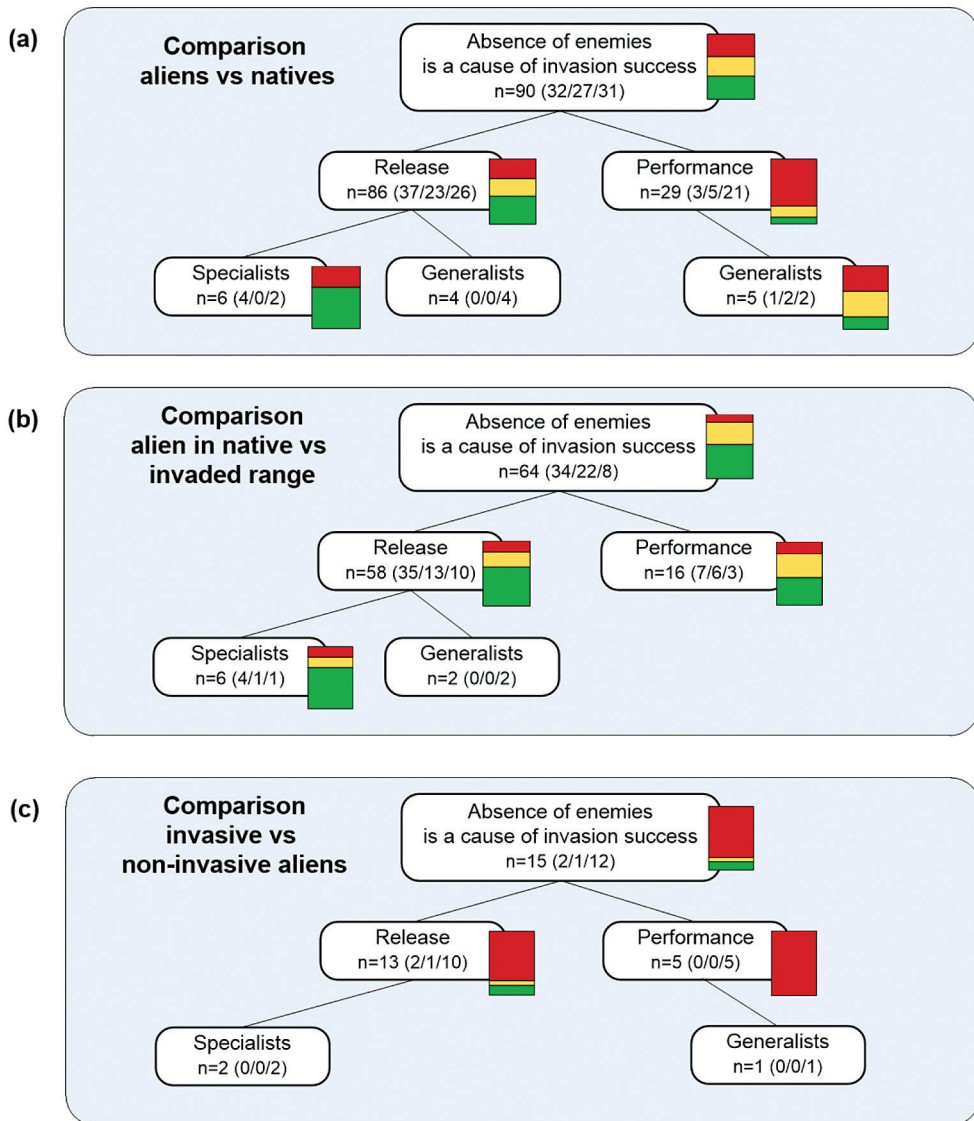 (a)
Comparison
aliens vs natives
Absence of enemies
is a cause of invasion success
n=90 (32/27/31)
Release
n=86 (37/23/26)
Performance
n=29 (3/5/21)
Specialists
n=6 (4/0/2)
Generalists
n=4 (0/0/4)
Generalists
n=5 (1/2/2)
(b)
Comparison
alien in native vs
invaded range
Absence of enemies
is a cause of invasion success
n=64 (34/22/8)
Release
n=58 (35/13/10)
Performance
n=16 (7/6/3)
Specialists
n=6 (4/1/1)
Generalists
n=2 (0/0/2)
(c)
Comparison
invasive vs
non-invasive aliens
Absence of enemies
is a cause of invasion success
n=15 (2/1/12)
Release
n=13 (2/1/10)
Performance
n=5 (0/0/5)
Specialists
n=2 (0/0/2)
Generalists
n=1 (0/0/1)